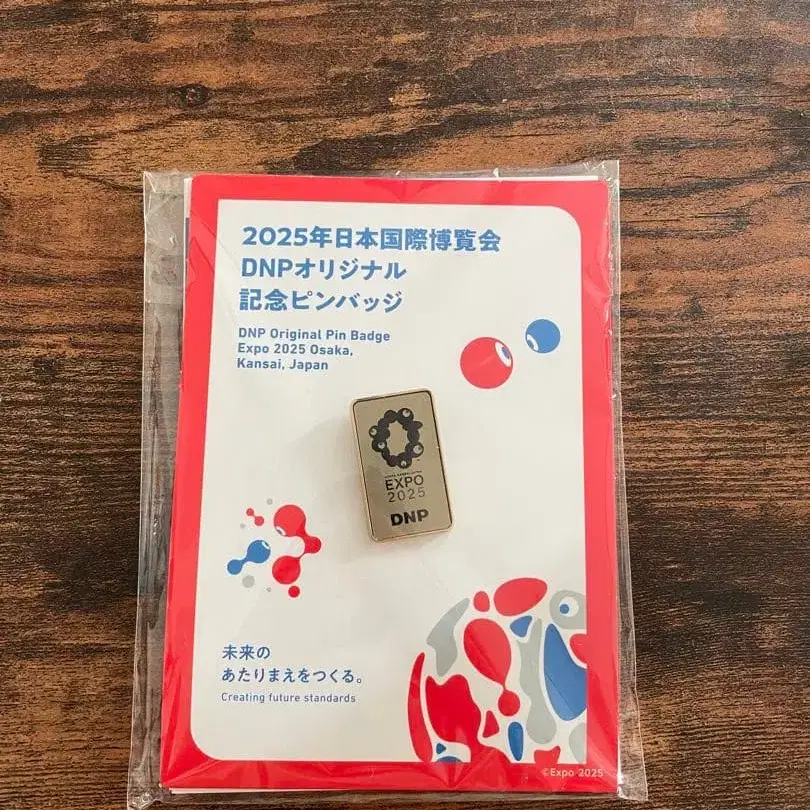 2025年日本国際博覧会
DNPオリジナル
記念ピンバッジ
DNP Original Pin Badge
Expo 2025 Osaka,
Kansai, Japan
EXPO
2025
DNP
未来の
あたりまえをつくる。
Creating future standards
©Expo 2025